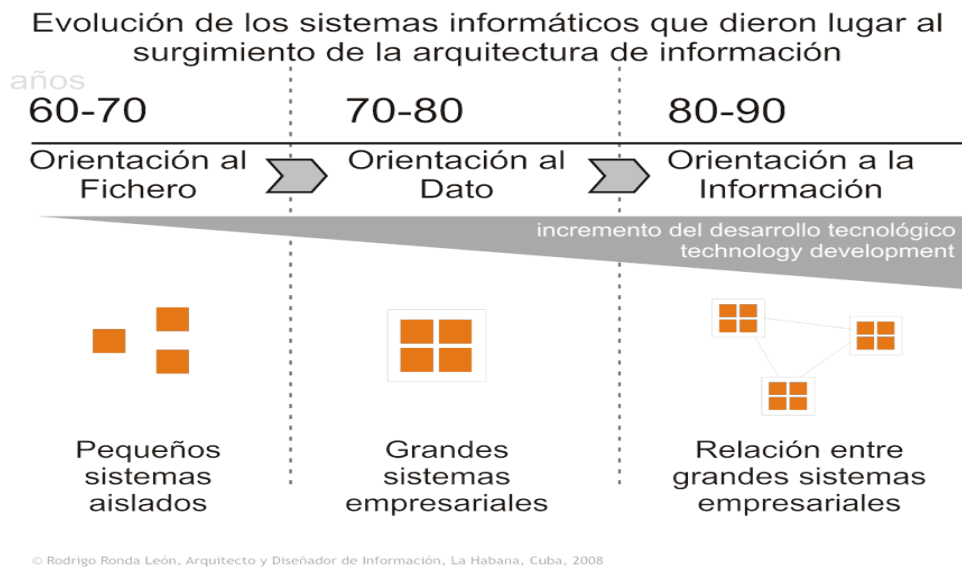 Evolución de los sistemas informáticos que dieron lugar al
surgimiento de la arquitectura de información
años
60-70
70-80
80-90
Orientación al
Fichero
Orientación al
Dato
Orientación a la
Información
incremento del desarrollo tecnológico
technology development
Pequeños
sistemas
aislados
Grandes
sistemas
empresariales
Relación entre
grandes sistemas
empresariales
© Rodrigo Ronda León, Arquitecto y Diseñador de Información, La Habana, Cuba, 2008